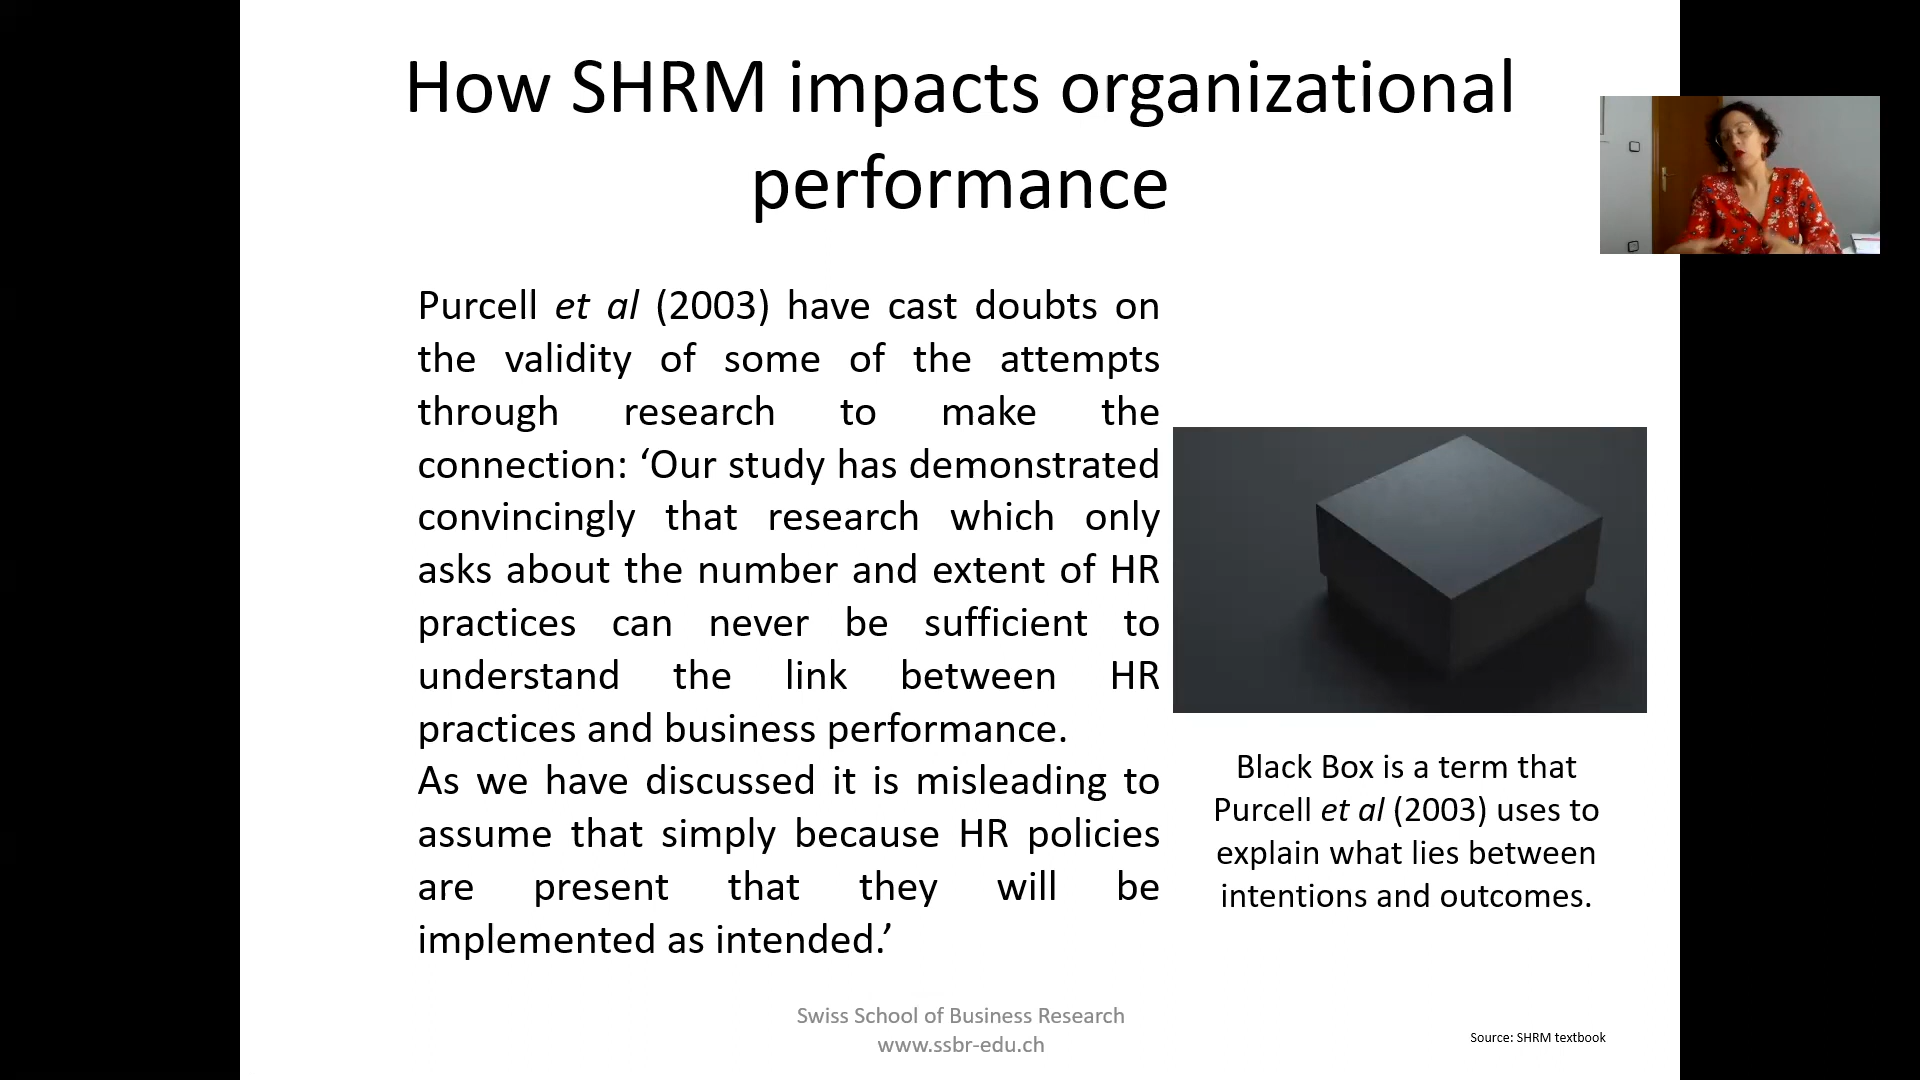 How SHRM impacts organizational
performance
Purcell et al (2003) have cast doubts on
the validity of some of the attempts
through research to make the
connection: ‘Our study has demonstrated
convincingly that research which only
asks about the number and extent of HR
practices can never be sufficient to
understand the link between HR
practices and business performance.
As we have discussed it is misleading to
assume that simply because HR policies
are present that they will be
implemented as intended.’
Black Box is a term that
Purcell et al (2003) uses to
explain what lies between
intentions and outcomes.
Swiss School of Business Research
www.ssbr-edu.ch
Source: SHRM textbook